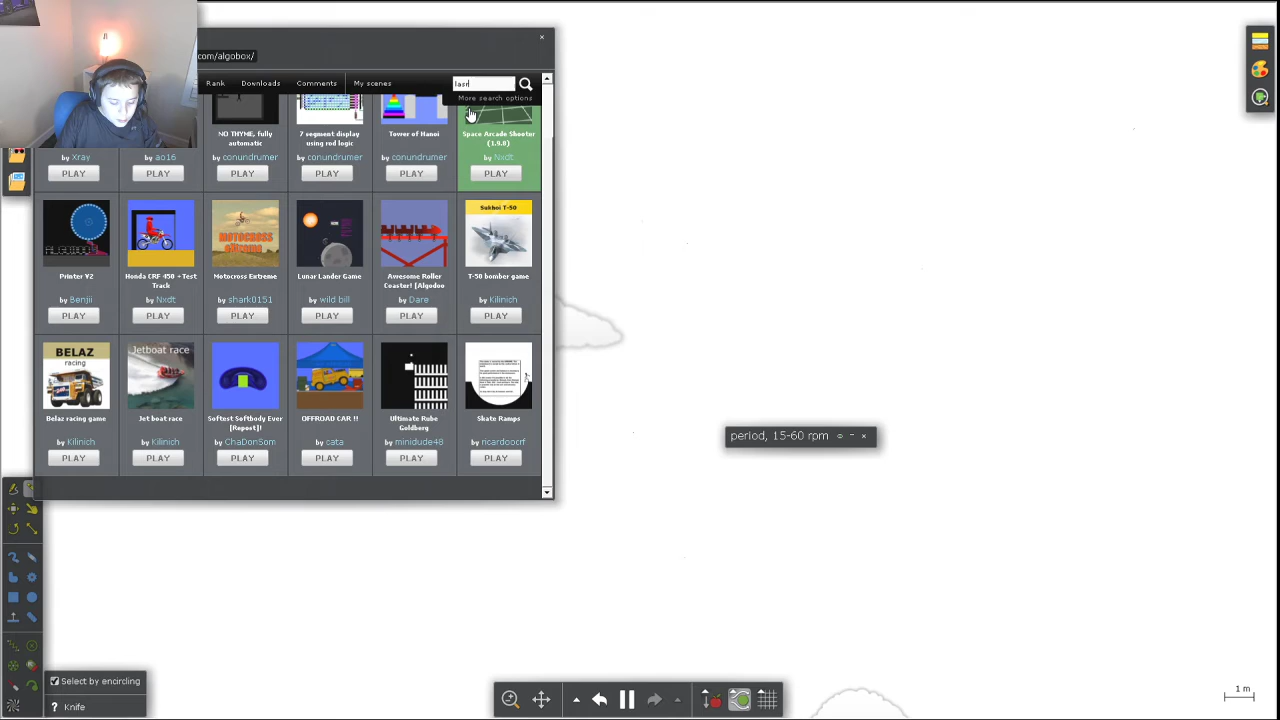 com/algobox/
Rank Downloads Comments My scenes lasr
More search options
NO THYME, fully automatic
7 segment display using rod logic
Tower of Hanoi
Space Arcade Shooter (1.9.8)
by Xray by ao16 by conundrumer by conundrumer by conundrumer by Nxdt
PLAY PLAY PLAY PLAY PLAY PLAY
MOTOCROSS EXTREME
Sukhoi T-50
Printer V2
Honda CRF 450 + Test Track
Motocross Extreme
Lunar Lander Game
Awesome Roller Coaster! [Algodoo
T-50 bomber game
by Benjii by Nxdt by shark0151 by wild bill by Dare by Kilinich
PLAY PLAY PLAY PLAY PLAY PLAY
BELAZ racing
Jetboat race
Belaz racing game
Jet boat race
Softest Softbody Ever [Repost]!
OFFROAD CAR !!
Ultimate Rube Goldberg
Skate Ramps
by Kilinich by Kilinich by ChaDonSom by cata by minidude48 by ricardocrf
PLAY PLAY PLAY PLAY PLAY PLAY
period, 15-60 rpm
Select by encircling
? Knife
1 m